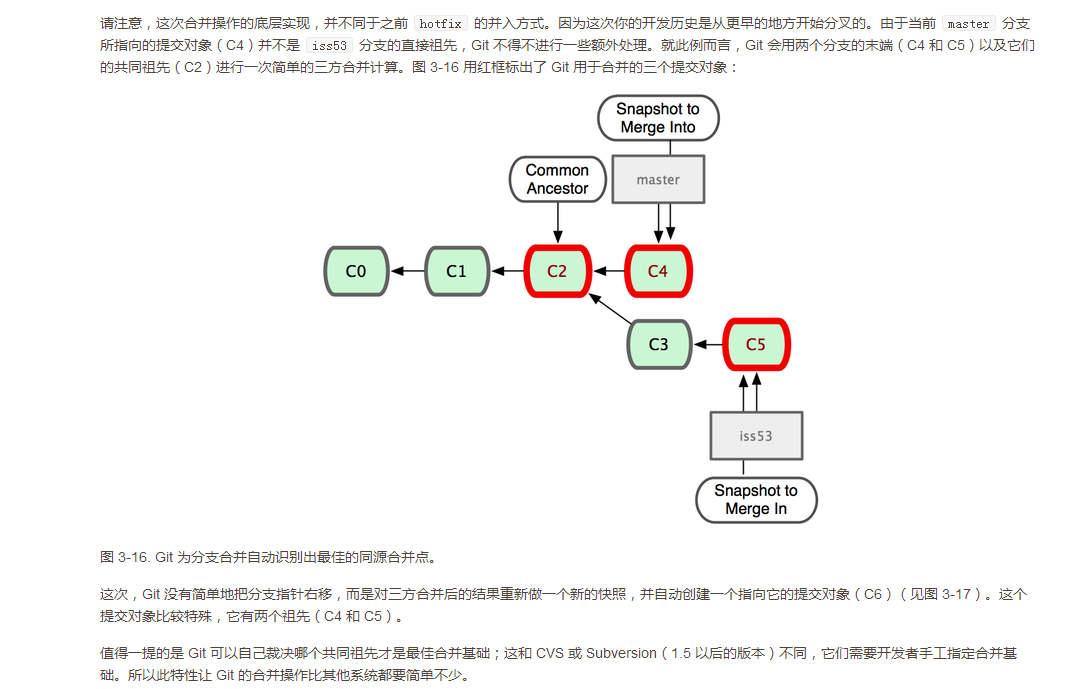 请注意，这次合并操作的底层实现，并不同于之前 hotfix 的并入方式。因为这次你的开发历史是从更早的地方开始分叉的。由于当前 master 分支
所指向的提交对象（C4）并不是 iss53 分支的直接祖先，Git 不得不进行一些额外处理。就此例而言，Git 会用两个分支的末端（C4 和 C5）以及它们
的共同祖先（C2）进行一次简单的三方合并计算。图 3-16 用红框标出了 Git 用于合并的三个提交对象：
Snapshot to
Merge Into
Common
Ancestor
master
C0
C1
C2
C4
C3
C5
iss53
Snapshot to
Merge In
图 3-16. Git 为分支合并自动识别出最佳的同源合并点。
这次，Git 没有简单地把分支指针右移，而是对三方合并后的结果重新做一个新的快照，并自动创建一个指向它的提交对象（C6）（见图 3-17）。这个
提交对象比较特殊，它有两个祖先（C4 和 C5）。
值得一提的是 Git 可以自己裁决哪个共同祖先才是最佳合并基础；这和 CVS 或 Subversion（1.5 以后的版本）不同，它们需要开发者手工指定合并基
础。所以此特性让 Git 的合并操作比其他系统都要简单不少。